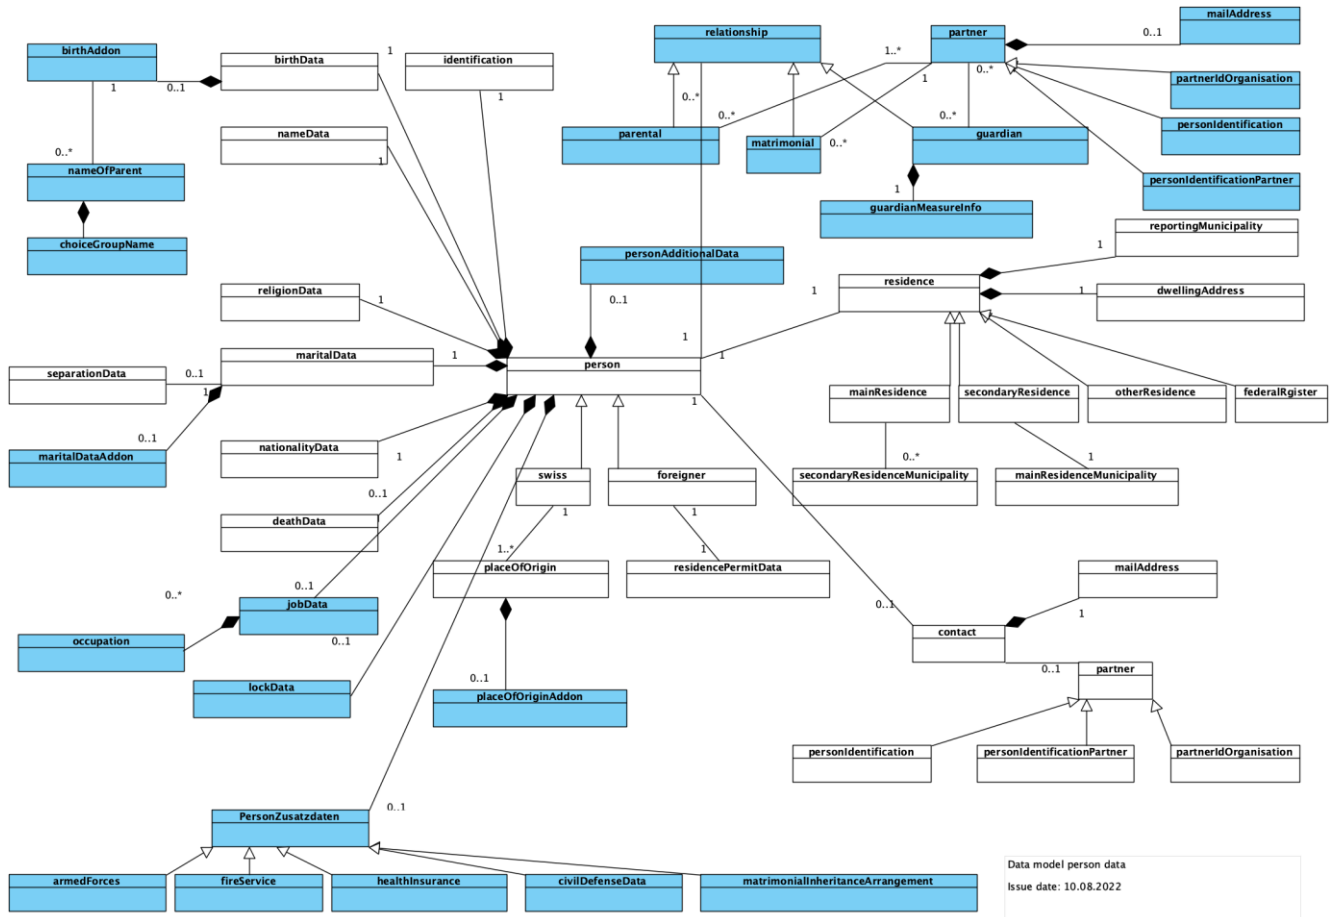 mailAddress
relationship
partner
0..1
1..*
birthAddon
birthData
1
identification
0..*
1
partnerIdOrganisation
1
0..1
1
0..*
personIdentification
0..*
0..*
nameData
parental
matrimonial
guardian
1
0..*
0..*
nameOfParent
personIdentificationPartner
1
guardianMeasureInfo
reportingMunicipality
choiceGroupName
personAdditionalData
1
residence
religionData
1
0..1
1
1
dwellingAddress
1
maritalData
1
1
person
separationData
0..1
1
1
mainResidence
secondaryResidence
otherResidence
federalRgister
0..1
nationalityData
1
0..*
1
maritalDataAddon
swiss
foreigner
secondaryResidenceMunicipality
mainResidenceMunicipality
0..1
deathData
1
1
1..*
1
placeOfOrigin
residencePermitData
mailAddress
0..*
0..1
jobData
0..1
1
occupation
0..1
contact
0..1
partner
0..1
lockData
placeOfOriginAddon
personIdentification
personIdentificationPartner
partnerIdOrganisation
0..1
PersonZusatzdaten
armedForces
fireService
healthInsurance
civilDefenseData
matrimonialInheritanceArrangement
Data model person data
Issue date: 10.08.2022